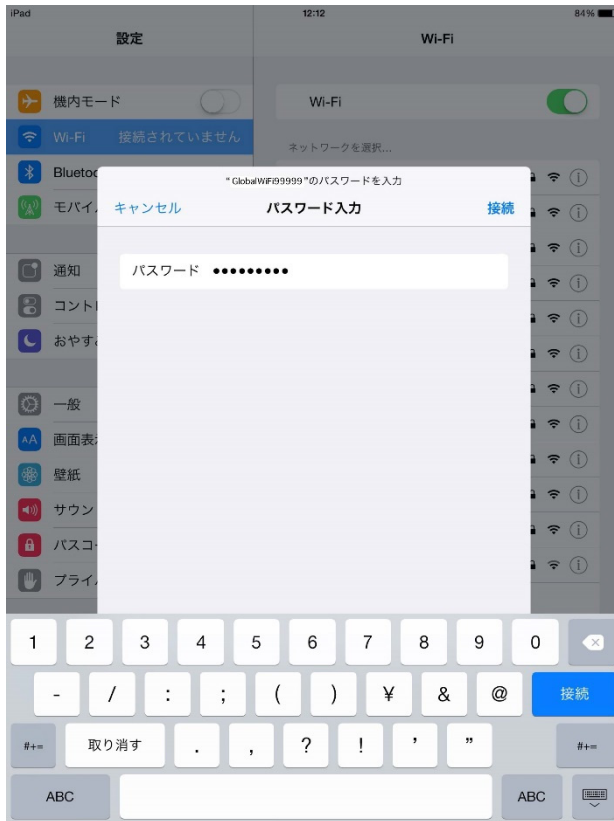 iPad 12:12 84%
設定 Wi-Fi
機内モード Wi-Fi
Wi-Fi 接続されていません
ネットワークを選択...
Bluetoo
"GlobalWiFi99999"のパスワードを入力
モバイ
キャンセル パスワード入力 接続
通知
パスワード ●●●●●●●●●
コント
おやす
一般
画面表
壁紙
サウン
パスコ
プライ
1 2 3 4 5 6 7 8 9 0
- / : ; ( ) ¥ & @ 接続
#+= 取り消す . , ? ! ' " #+=
ABC ABC